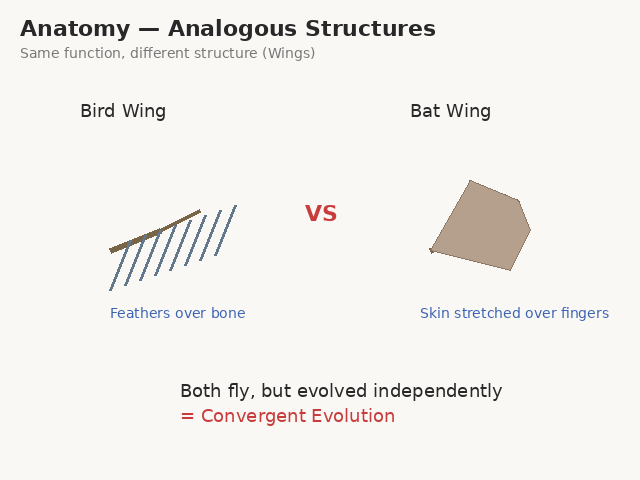 Anatomy — Analogous Structures
Same function, different structure (Wings)
Bird Wing
Bat Wing
VS
Feathers over bone
Skin stretched over fingers
Both fly, but evolved independently
= Convergent Evolution